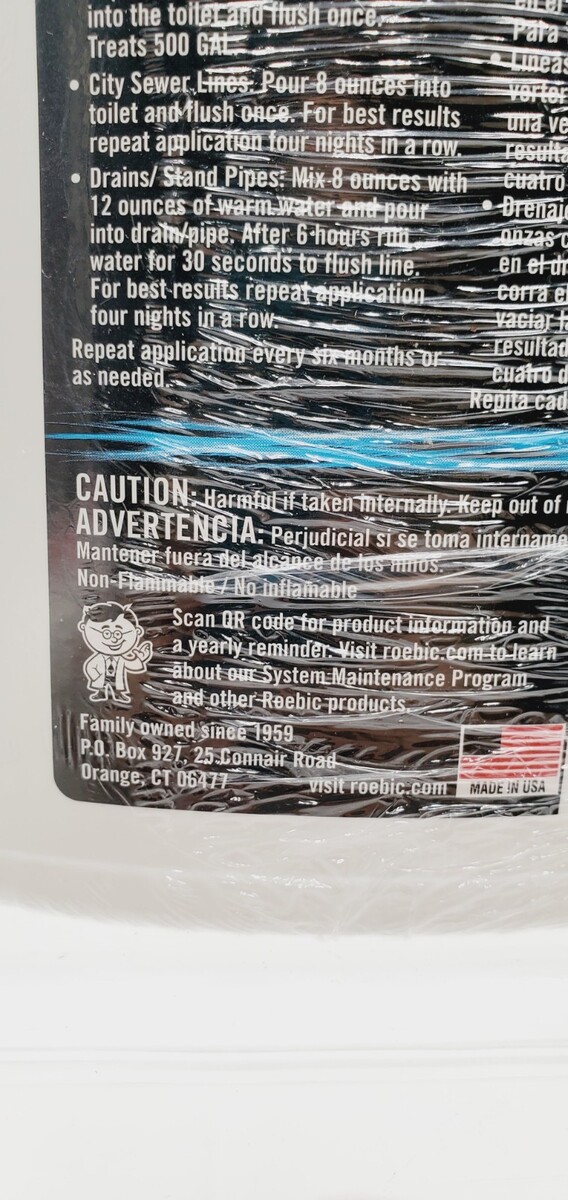 into the toilet and flush once.
Treats 500 GAL.
• City Sewer Lines: Pour 8 ounces into
toilet and flush once. For best results
repeat application four nights in a row.
• Drains/ Stand Pipes: Mix 8 ounces with
12 ounces of warm water and pour
into drain/pipe. After 6 hours run
water for 30 seconds to flush line.
For best results repeat application
four nights in a row.
Repeat application every six months or
as needed.
en el
Para
• Líneas
verter
una ve
resulta
cuatro
• Drenaje
onzas
en el
corra e
vaciar
resultad
cuatro d
Repita cad
CAUTION: Harmful if taken internally. Keep out of
ADVERTENCIA: Perjudicial si se toma intername
Mantener fuera del alcance de los niños.
Non-Flammable / No inflamable
Scan QR code for product information and
a yearly reminder. Visit roebic.com to learn
about our System Maintenance Program
and other Roebic products.
Family owned since 1959
P.O. Box 927, 25 Connair Road
Orange, CT 06477
visit roebic.com
MADE IN USA